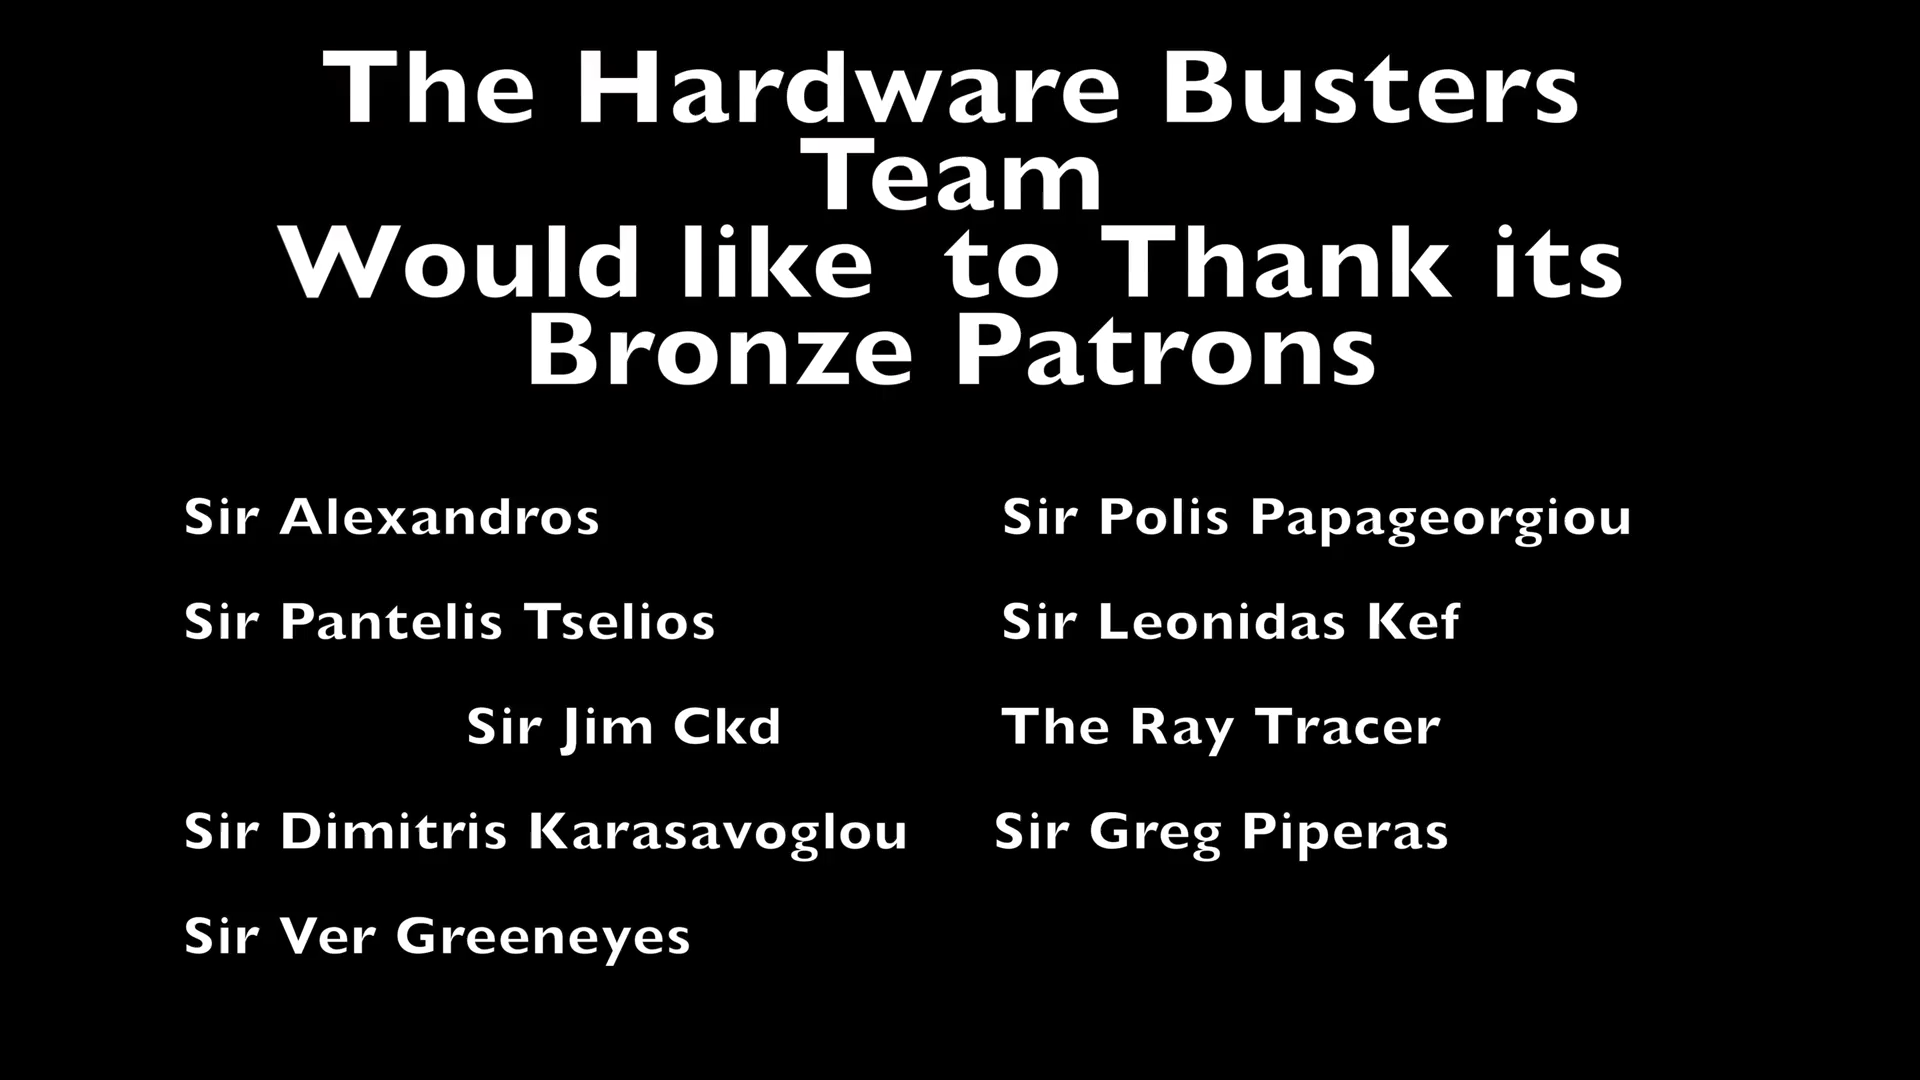 The Hardware Busters
Team
Would like  to Thank its
Bronze Patrons
Sir Alexandros
Sir Polis Papageorgiou
Sir Pantelis Tselios
Sir Leonidas Kef
Sir Jim Ckd
The Ray Tracer
Sir Dimitris Karasavoglou
Sir Greg Piperas
Sir Ver Greeneyes